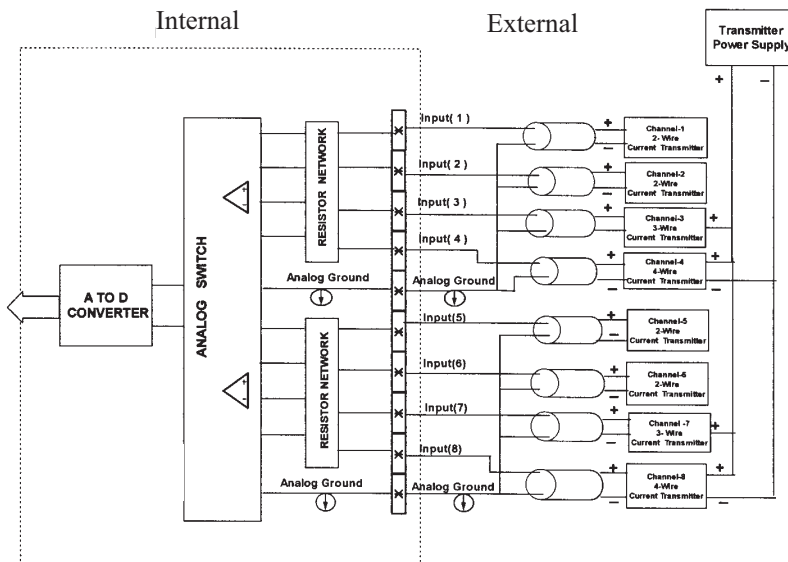 Internal
External
Transmitter
Power Supply
+
−
Input( 1 )
+
−
Channel-1
2- Wire
Current Transmitter
Input( 2 )
+
−
Channel-2
2-Wire
Current Transmitter
Input( 3 )
+
−
Channel-3
3-Wire
Current Transmitter
+
Input( 4 )
+
−
Channel-4
4-Wire
Current Transmitter
+
−
RESISTOR NETWORK
+
-
ANALOG SWITCH
A TO D
CONVERTER
Analog Ground
Analog Ground
Input(5)
+
−
Channel-5
2-Wire
Current Transmitter
Input(6)
+
−
Channel-6
2-Wire
Current Transmitter
Input(7)
+
−
Channel -7
3- Wire
Current Transmitter
+
Input(8)
+
−
Channel-8
4-Wire
Current Transmitter
+
−
RESISTOR NETWORK
+
-
Analog Ground
Analog Ground